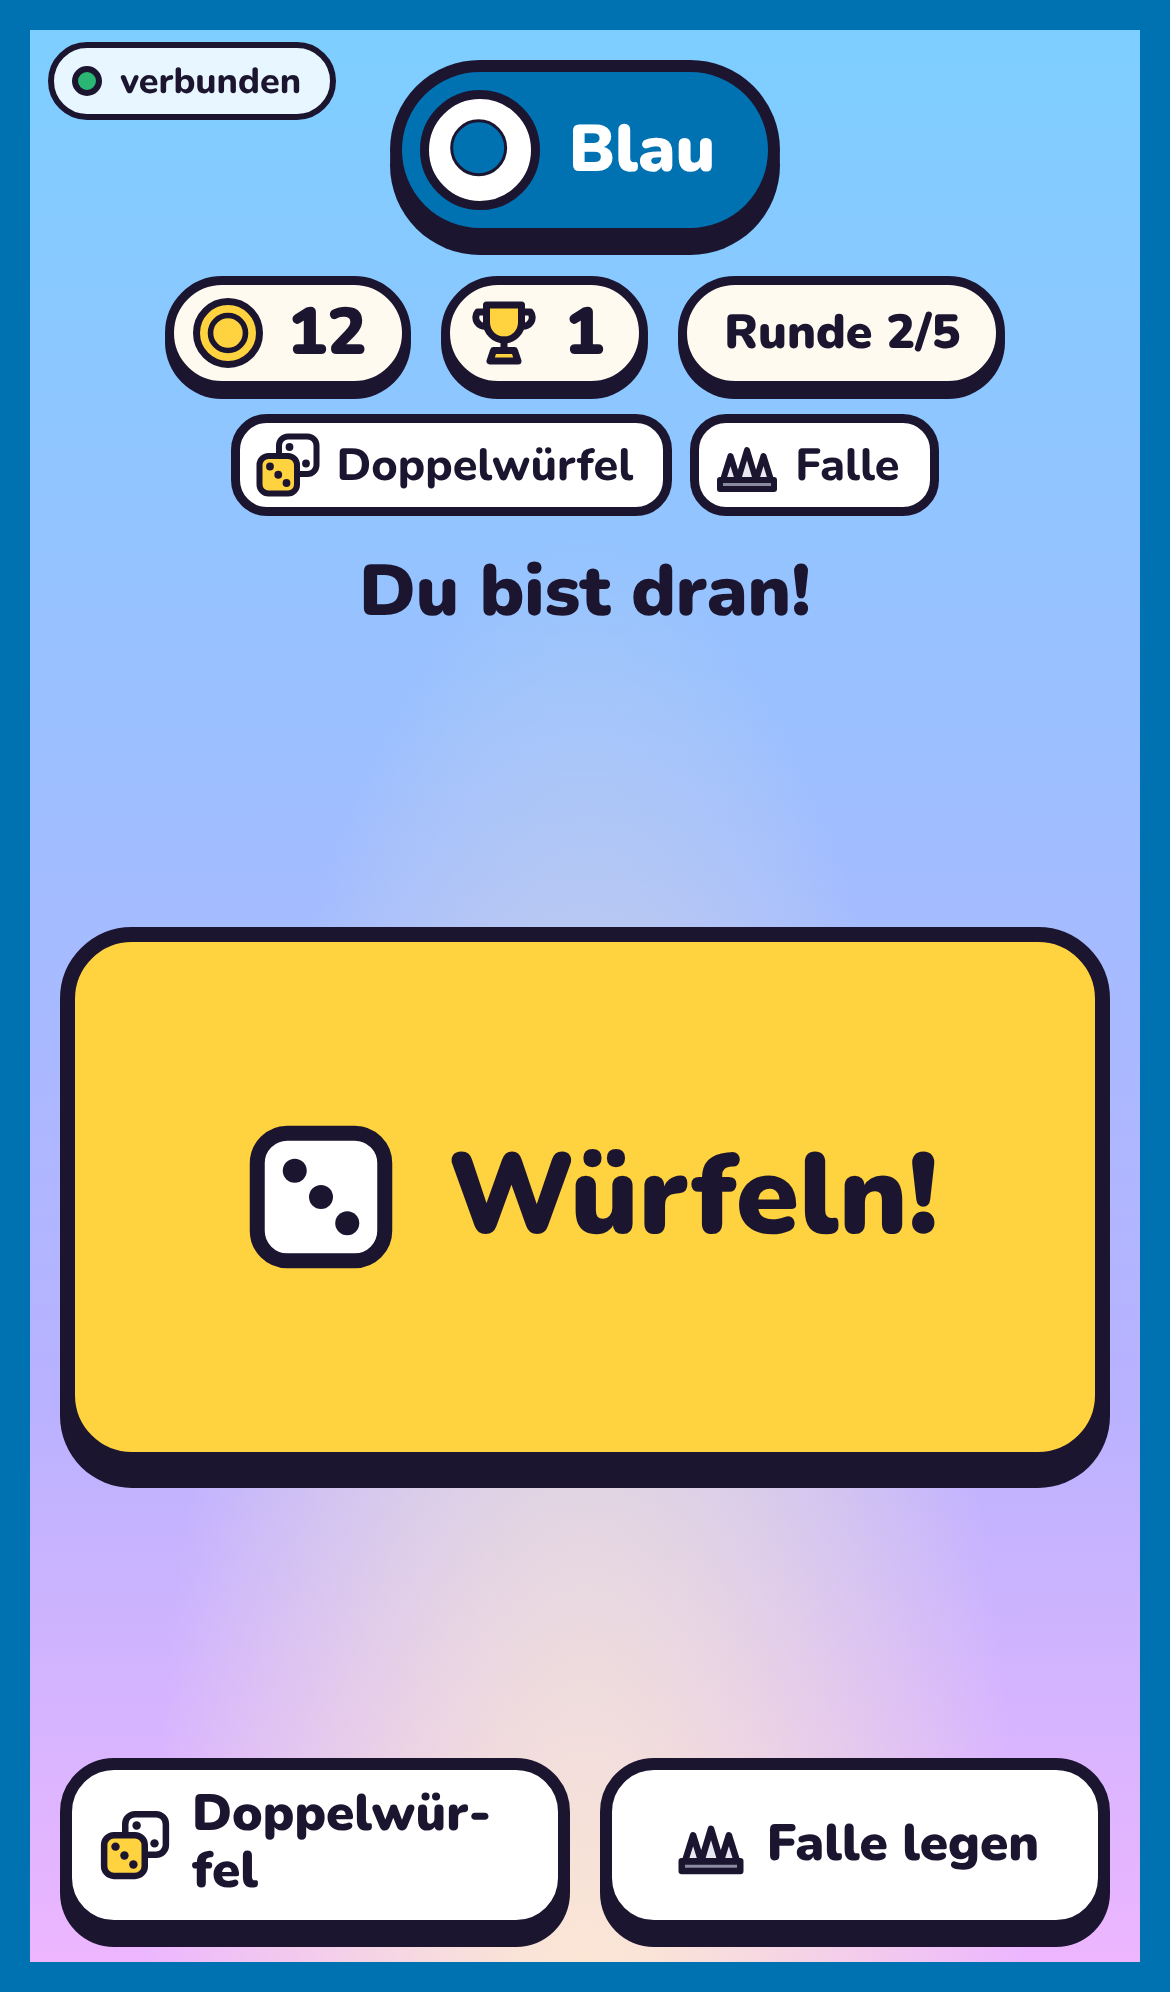 verbunden
Blau
12
1
Runde 2/5
Doppelwürfel
Falle
Du bist dran!
Würfeln!
Doppelwür-
fel
Falle legen